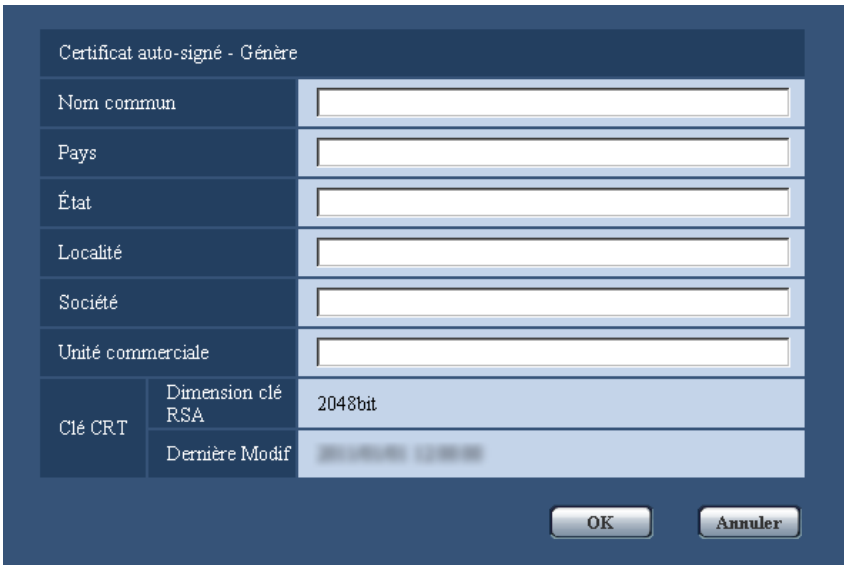 Certificat auto-signé - Génère
Nom commun
Pays
État
Localité
Société
Unité commerciale
Clé CRT
Dimension clé
RSA
2048bit
Dernière Modif
OK
Annuler